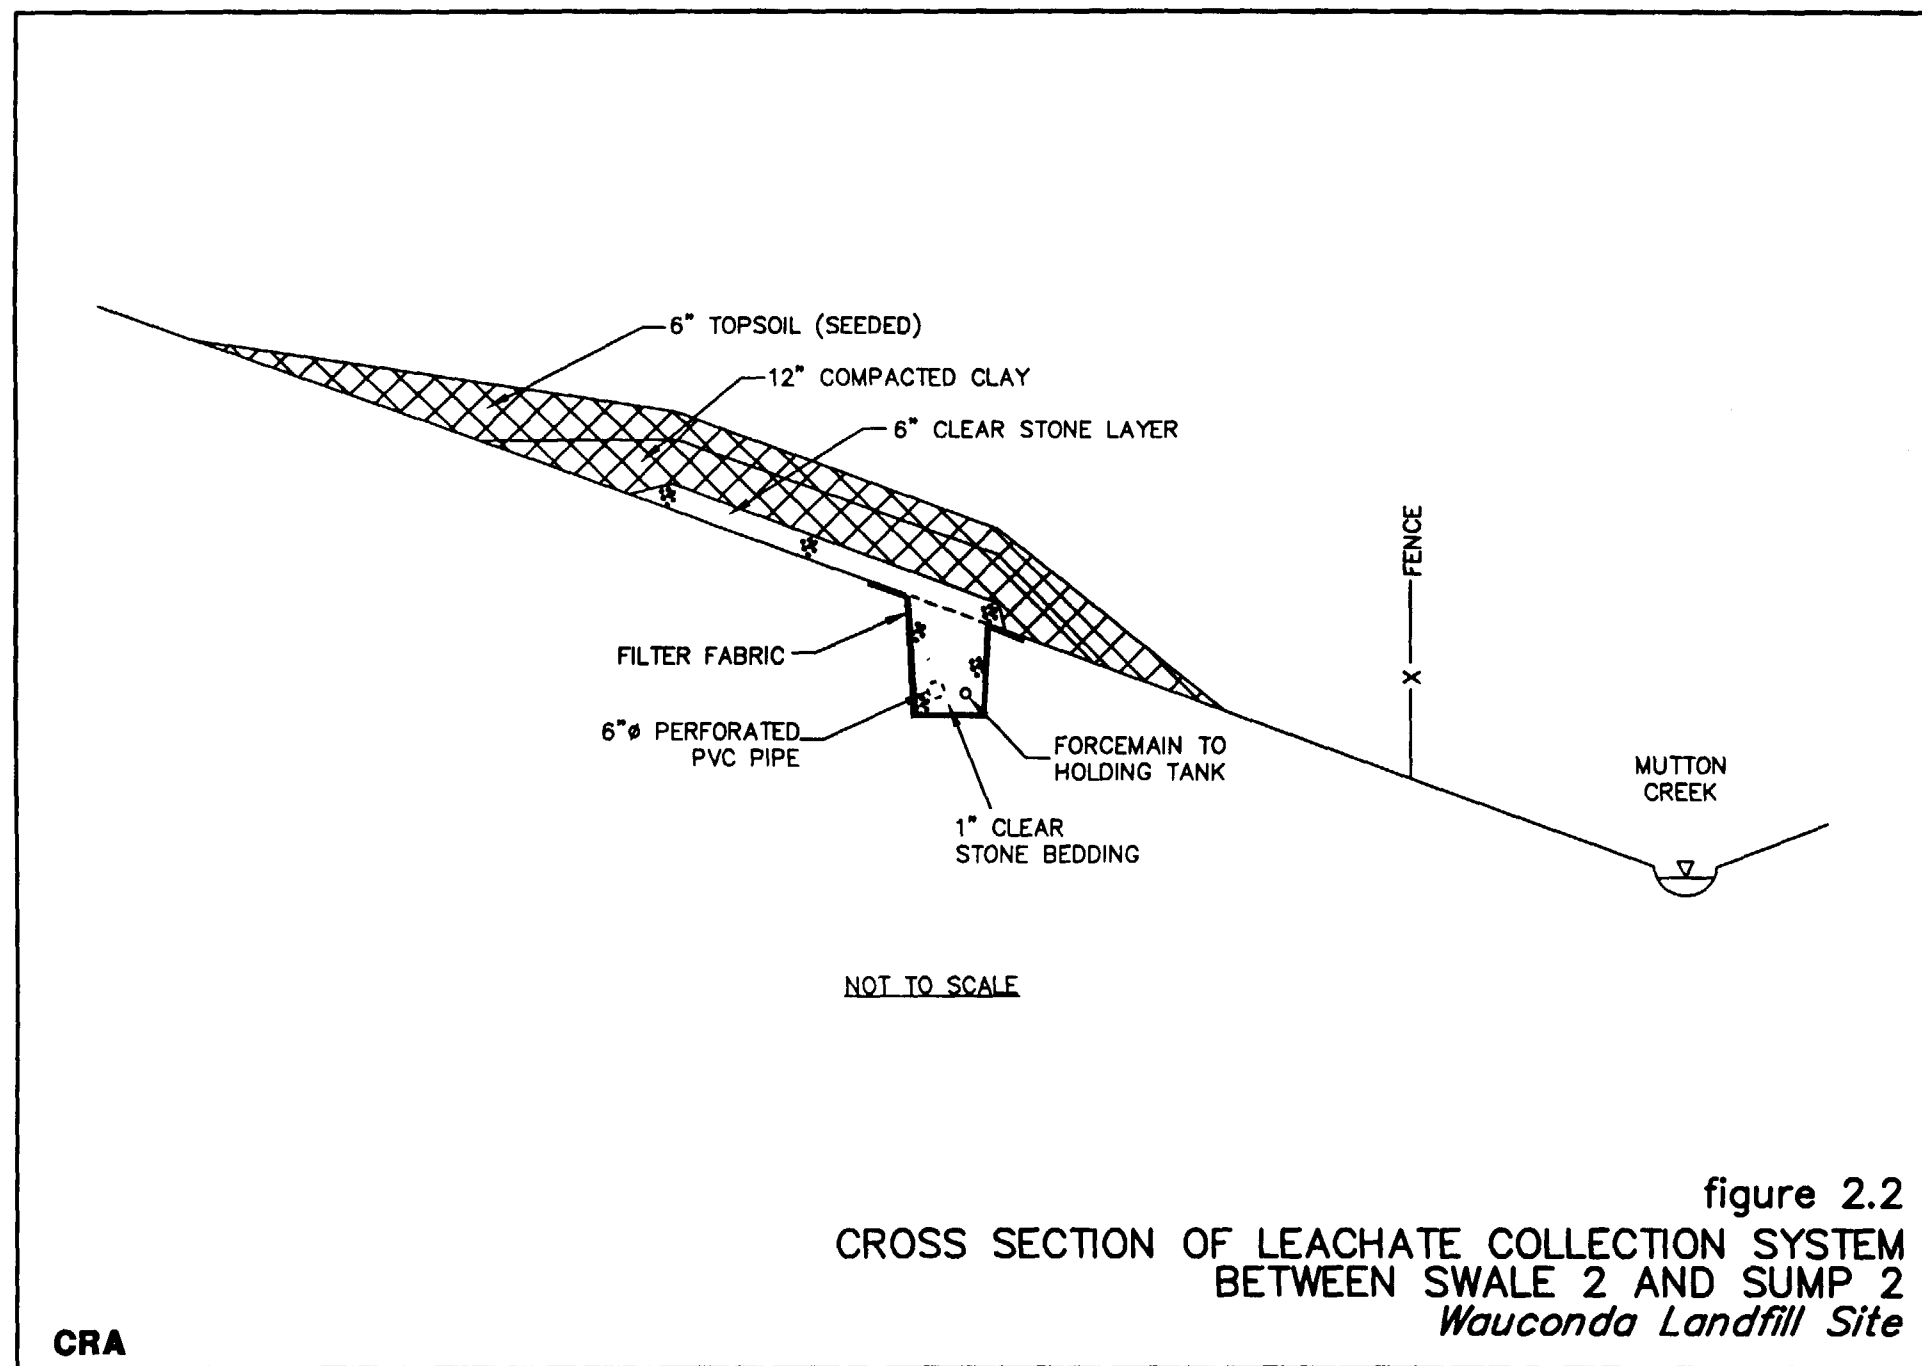 6" TOPSOIL (SEEDED)
12" COMPACTED CLAY
6" CLEAR STONE LAYER
FENCE
X
FILTER FABRIC
6"ø PERFORATED
PVC PIPE
FORCEMAIN TO
HOLDING TANK
1" CLEAR
STONE BEDDING
MUTTON
CREEK
NOT TO SCALE
figure 2.2
CROSS SECTION OF LEACHATE COLLECTION SYSTEM
BETWEEN SWALE 2 AND SUMP 2
Wauconda Landfill Site
CRA